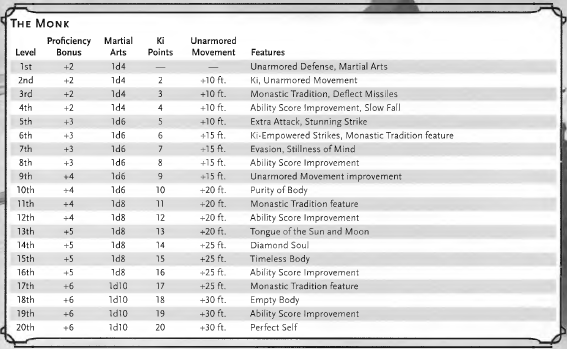 THE MONK
Proficiency Martial Ki Unarmored
Level Bonus Arts Points Movement Features
1st +2 1d4 — — Unarmored Defense, Martial Arts
2nd +2 1d4 2 +10 ft. Ki, Unarmored Movement
3rd +2 1d4 3 +10 ft. Monastic Tradition, Deflect Missiles
4th +2 1d4 4 +10 ft. Ability Score Improvement, Slow Fall
5th +3 1d6 5 +10 ft. Extra Attack, Stunning Strike
6th +3 1d6 6 +15 ft. Ki-Empowered Strikes, Monastic Tradition feature
7th +3 1d6 7 +15 ft. Evasion, Stillness of Mind
8th +3 1d6 8 +15 ft. Ability Score Improvement
9th +4 1d6 9 +15 ft. Unarmored Movement improvement
10th +4 1d6 10 +20 ft. Purity of Body
11th +4 1d8 11 +20 ft. Monastic Tradition feature
12th +4 1d8 12 +20 ft. Ability Score Improvement
13th +5 1d8 13 +20 ft. Tongue of the Sun and Moon
14th +5 1d8 14 +25 ft. Diamond Soul
15th +5 1d8 15 +25 ft. Timeless Body
16th +5 1d8 16 +25 ft. Ability Score Improvement
17th +6 1d10 17 +25 ft. Monastic Tradition feature
18th +6 1d10 18 +30 ft. Empty Body
19th +6 1d10 19 +30 ft. Ability Score Improvement
20th +6 1d10 20 +30 ft. Perfect Self